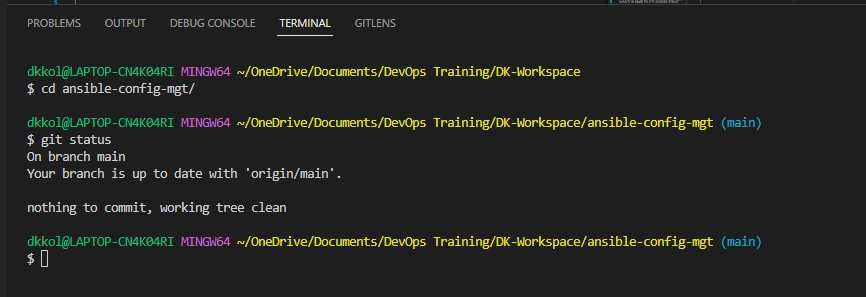 PROBLEMS OUTPUT DEBUG CONSOLE TERMINAL GITLENS
dkkol@LAPTOP-CN4K04RI MINGW64 ~/OneDrive/Documents/DevOps Training/DK-Workspace
$ cd ansible-config-mgt/
dkkol@LAPTOP-CN4K04RI MINGW64 ~/OneDrive/Documents/DevOps Training/DK-Workspace/ansible-config-mgt (main)
$ git status
On branch main
Your branch is up to date with 'origin/main'.
nothing to commit, working tree clean
dkkol@LAPTOP-CN4K04RI MINGW64 ~/OneDrive/Documents/DevOps Training/DK-Workspace/ansible-config-mgt (main)
$